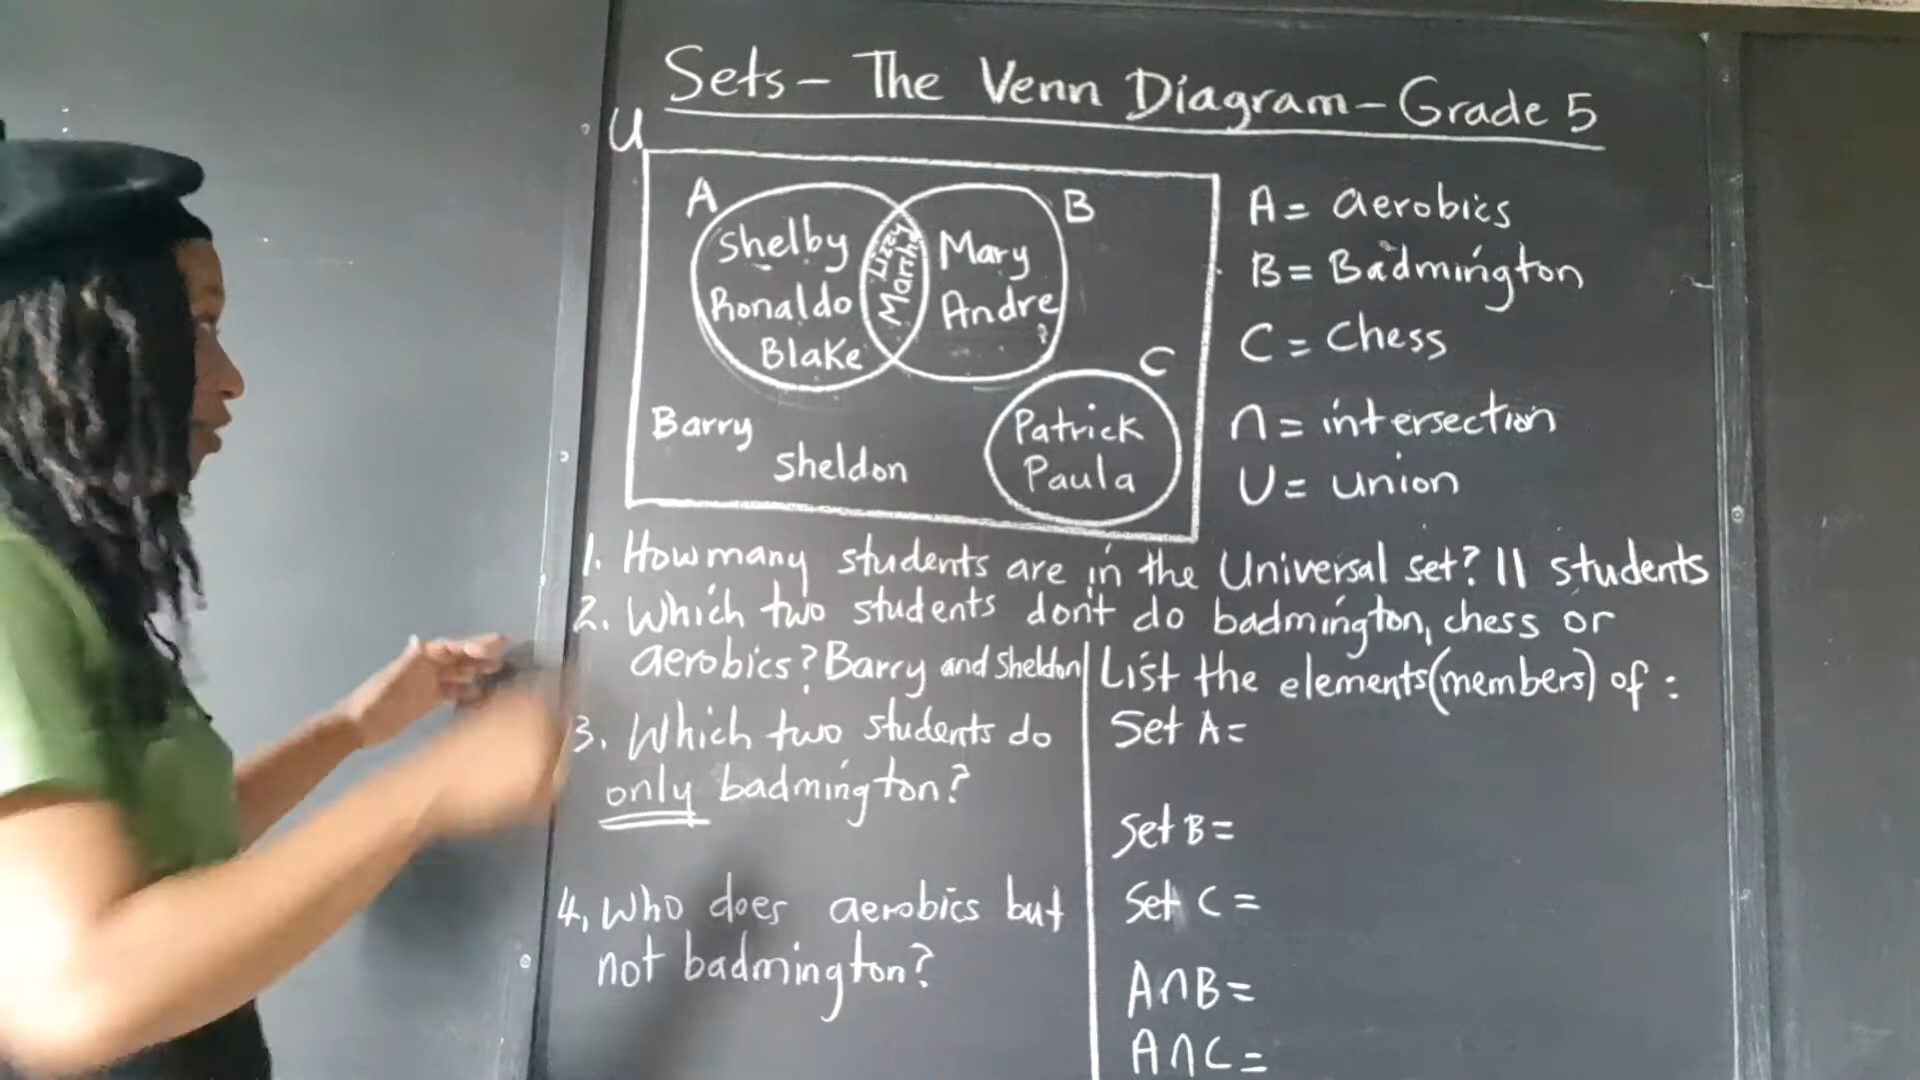 Sets - The Venn Diagram - Grade 5
U
A
B
Shelby
Ronaldo
Blake
Lizzy
Marsha
Mary
Andre
C
Patrick
Paula
Barry
Sheldon
A = aerobics
B = Badmington
C = Chess
∩ = intersection
U = union
1. How many students are in the Universal set? 11 students
2. Which two students don't do badmington, chess or
aerobics? Barry and Sheldon
3. Which two students do
only badmington?
4. Who does aerobics but
not badmington?
List the elements (members) of :
Set A =
Set B =
Set C =
A∩B =
A∩C =